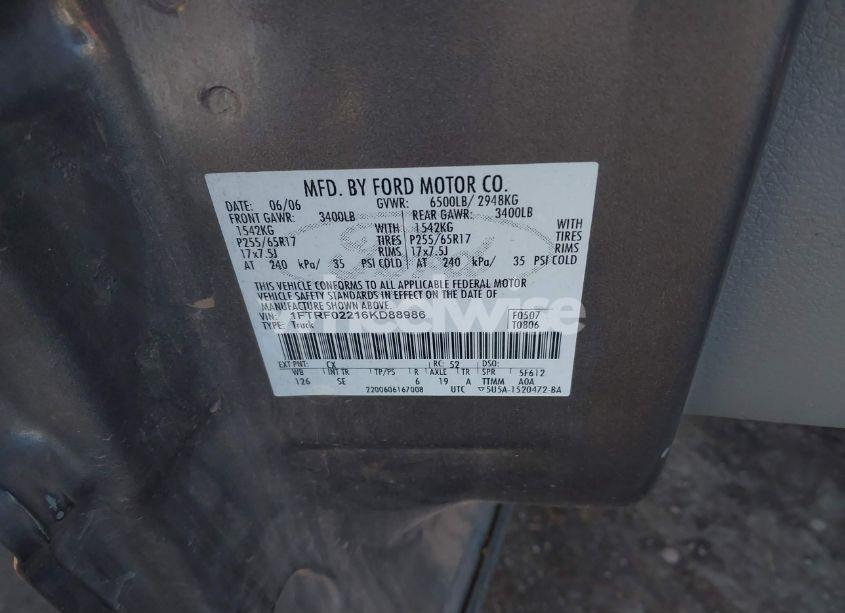 MFD. BY FORD MOTOR CO.
DATE: 06/06 GVWR: 6500LB/ 2948KG
FRONT GAWR: 3400LB REAR GAWR: 3400LB
1542KG WITH 1542KG WITH
P255/65R17 TIRES P255/65R17 TIRES
17x7.5J RIMS 17x7.5J RIMS
AT 240 kPa/ 35 PSI COLD AT 240 kPa/ 35 PSI COLD
THIS VEHICLE CONFORMS TO ALL APPLICABLE FEDERAL MOTOR
VEHICLE SAFETY STANDARDS IN EFFECT ON THE DATE OF
MANUFACTURE SHOWN ABOVE.
VIN: 1FTRF02216KD88986 F0507
TYPE: Truck T0806
EXT PNT: CX RC: 52 DSO:
WB INT TR TP/PS R AXLE TR SPR 5F612
126 SE 6 19 A TTMM A0A
2200606167008 UTC 5U5A-1520472-BA
wheelwise